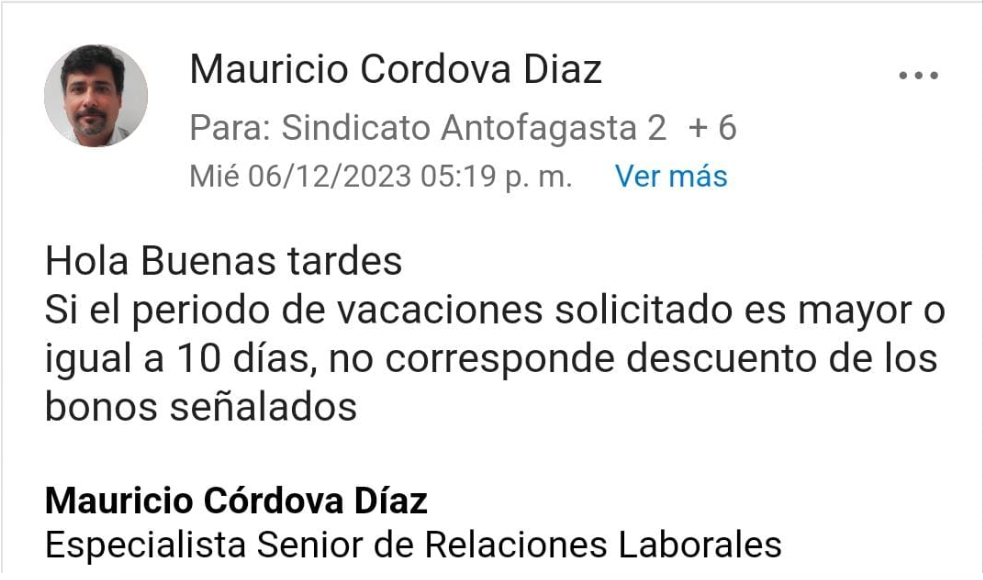 Mauricio Cordova Diaz
Para: Sindicato Antofagasta 2 + 6
Mié 06/12/2023 05:19 p. m. Ver más
Hola Buenas tardes
Si el periodo de vacaciones solicitado es mayor o
igual a 10 días, no corresponde descuento de los
bonos señalados
Mauricio Córdova Díaz
Especialista Senior de Relaciones Laborales